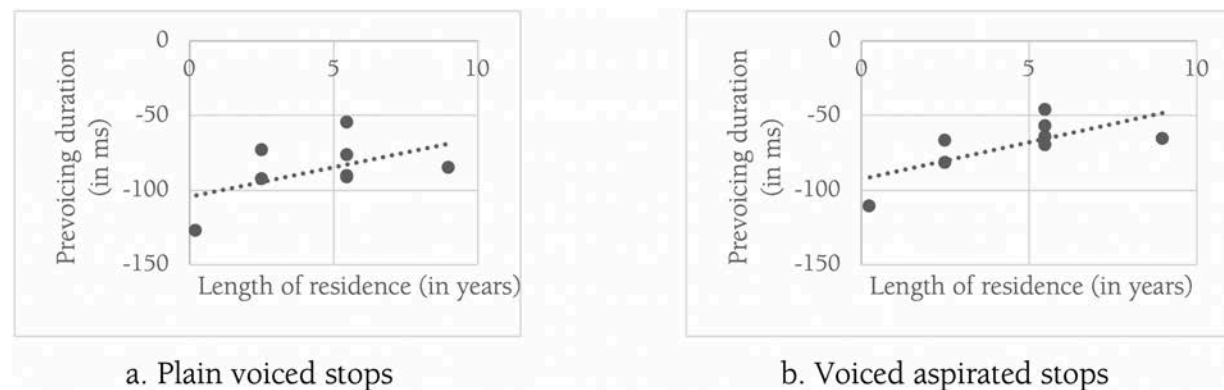 0
0
5
10
-50
-100
-150
Prevoicing duration
(in ms)
Length of residence (in years)
a. Plain voiced stops
0
0
5
10
-50
-100
-150
Prevoicing duration
(in ms)
Length of residence (in years)
b. Voiced aspirated stops